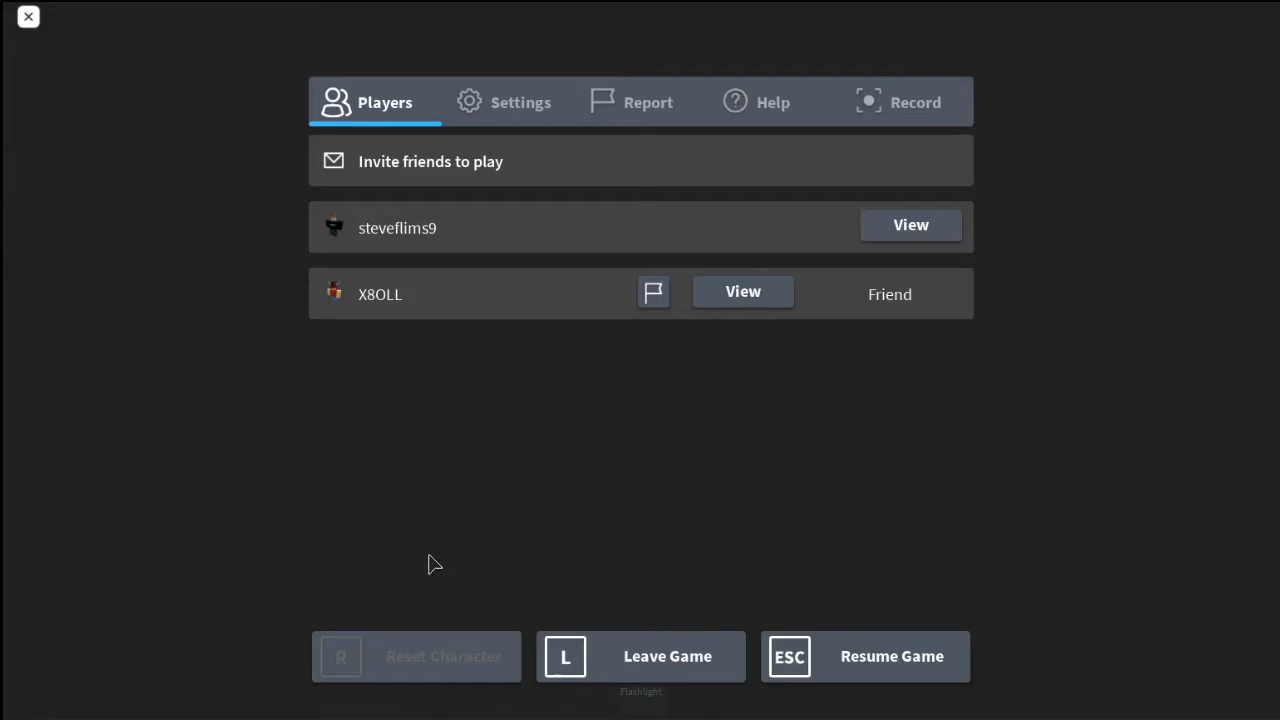 Players Settings Report Help Record
Invite friends to play
steveflims9 View
X8OLL View Friend
R Reset Character L Leave Game ESC Resume Game
Flashlight